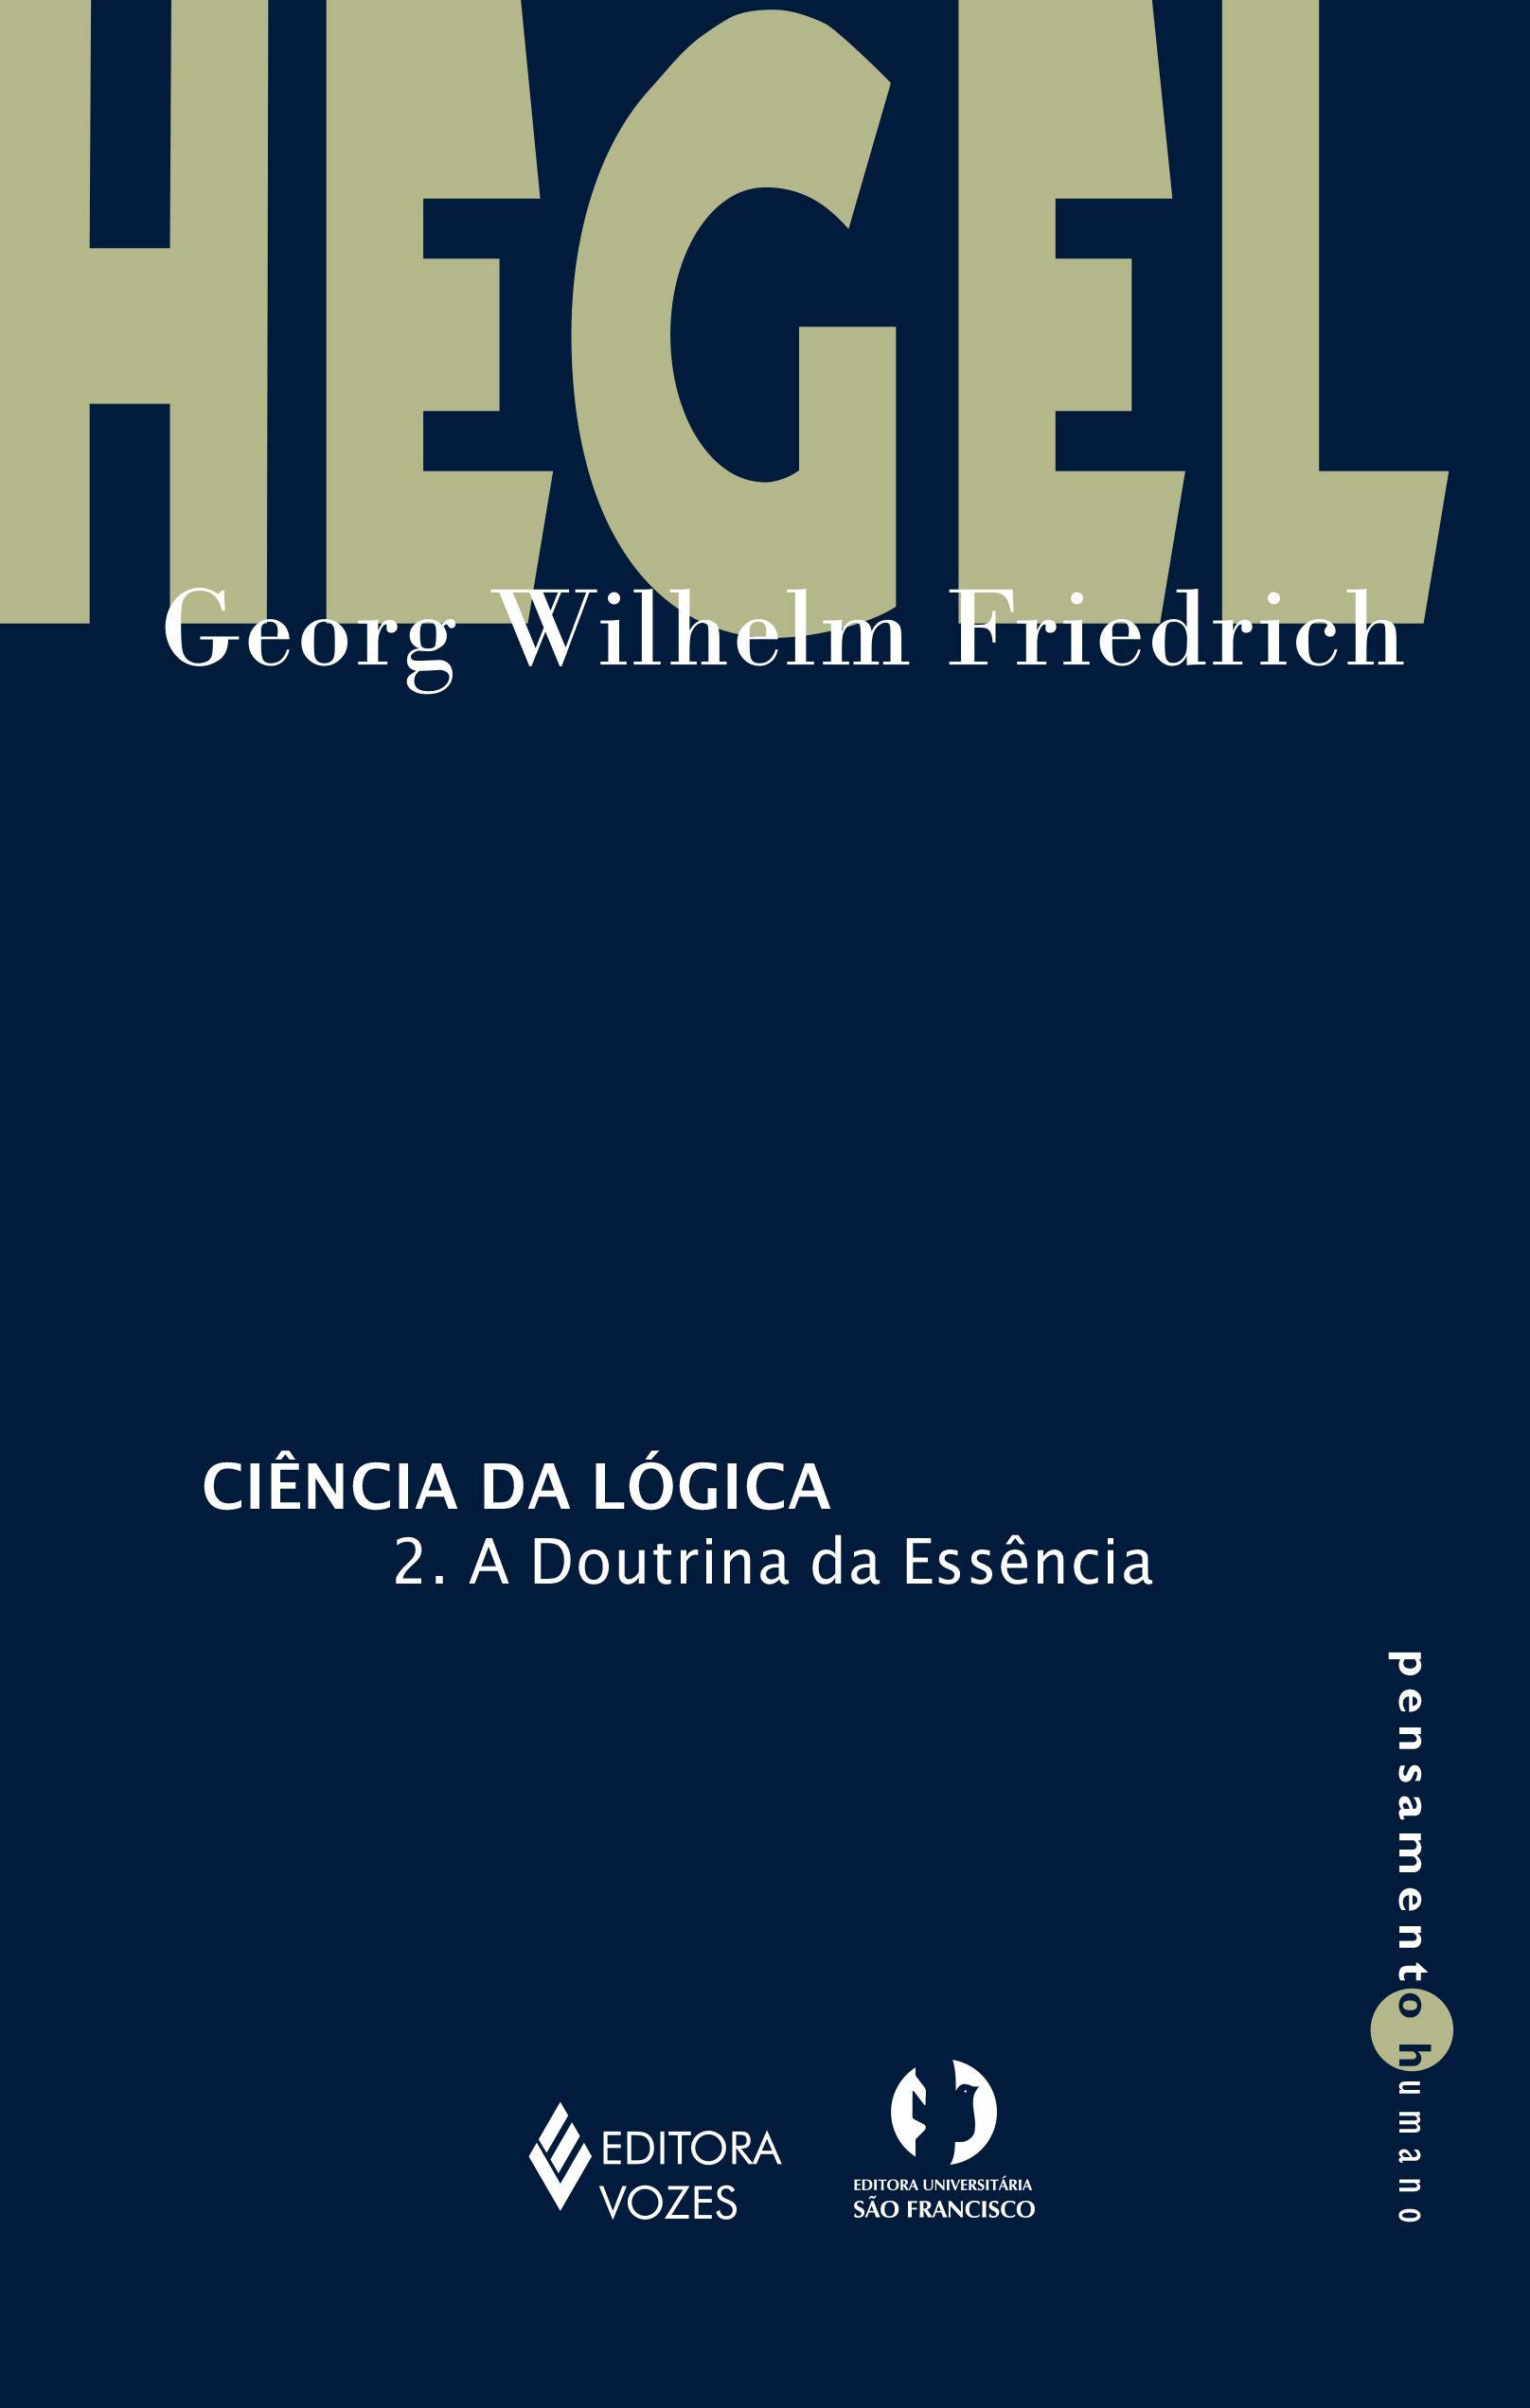 HEGEL
Georg Wilhelm Friedrich
CIÊNCIA DA LÓGICA
2. A Doutrina da Essência
pensamento humano
EDITORA
VOZES
EDITORA UNIVERSITÁRIA
SÃO FRANCISCO